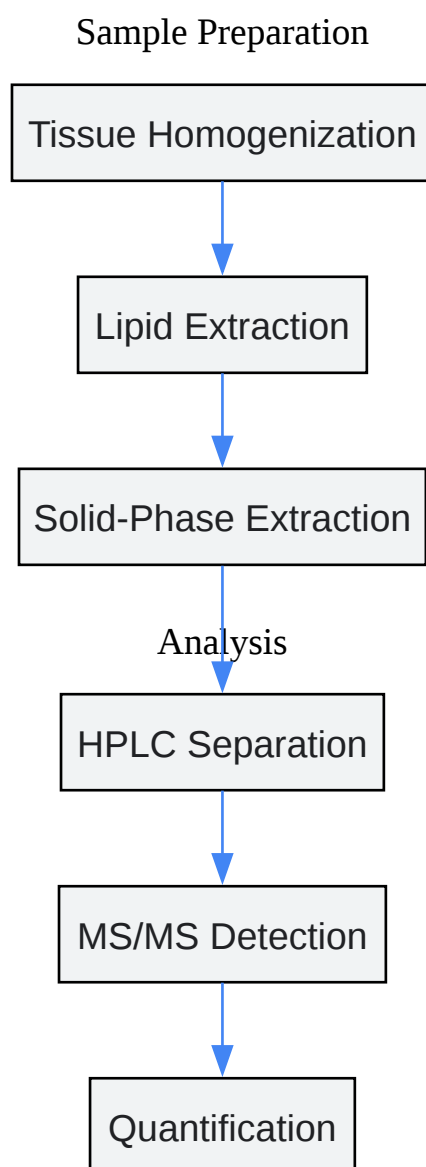 Sample Preparation
Tissue Homogenization
Lipid Extraction
Solid-Phase Extraction
Analysis
HPLC Separation
MS/MS Detection
Quantification